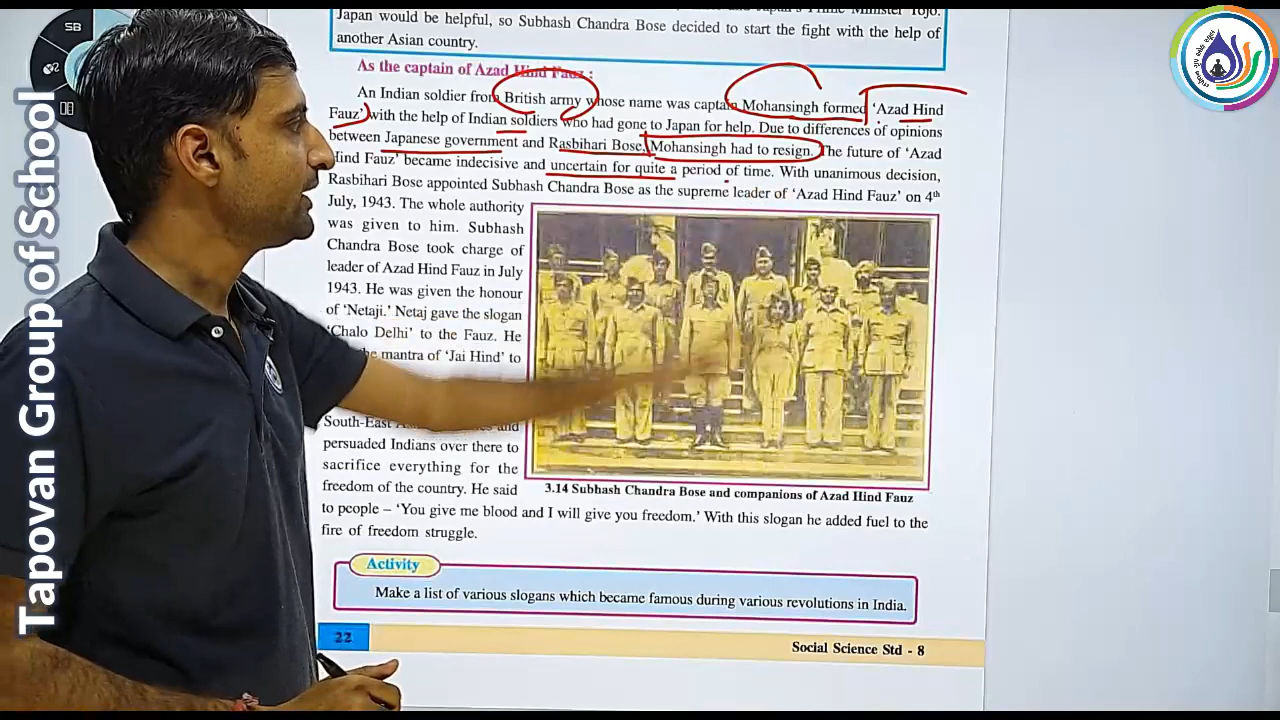 Japan would be helpful, so Subhash Chandra Bose decided to start the fight with the help of
another Asian country.
As the captain of Azad Hind Fauz :
An Indian soldier from British army whose name was captain Mohansingh formed 'Azad Hind
Fauz' with the help of Indian soldiers who had gone to Japan for help. Due to differences of opinions
between Japanese government and Rasbihari Bose, Mohansingh had to resign. The future of 'Azad
Hind Fauz' became indecisive and uncertain for quite a period of time. With unanimous decision,
Rasbihari Bose appointed Subhash Chandra Bose as the supreme leader of 'Azad Hind Fauz' on 4th
July, 1943. The whole authority
was given to him. Subhash
Chandra Bose took charge of
leader of Azad Hind Fauz in July
1943. He was given the honour
of 'Netaji.' Netaj gave the slogan
'Chalo Delhi' to the Fauz. He
mantra of 'Jai Hind' to
South-East and
persuaded Indians over there to
sacrifice everything for the
freedom of the country. He said
3.14 Subhash Chandra Bose and companions of Azad Hind Fauz
to people – 'You give me blood and I will give you freedom.' With this slogan he added fuel to the
fire of freedom struggle.
Activity
Make a list of various slogans which became famous during various revolutions in India.
22
Social Science Std - 8
Tapovan Group of School
SB